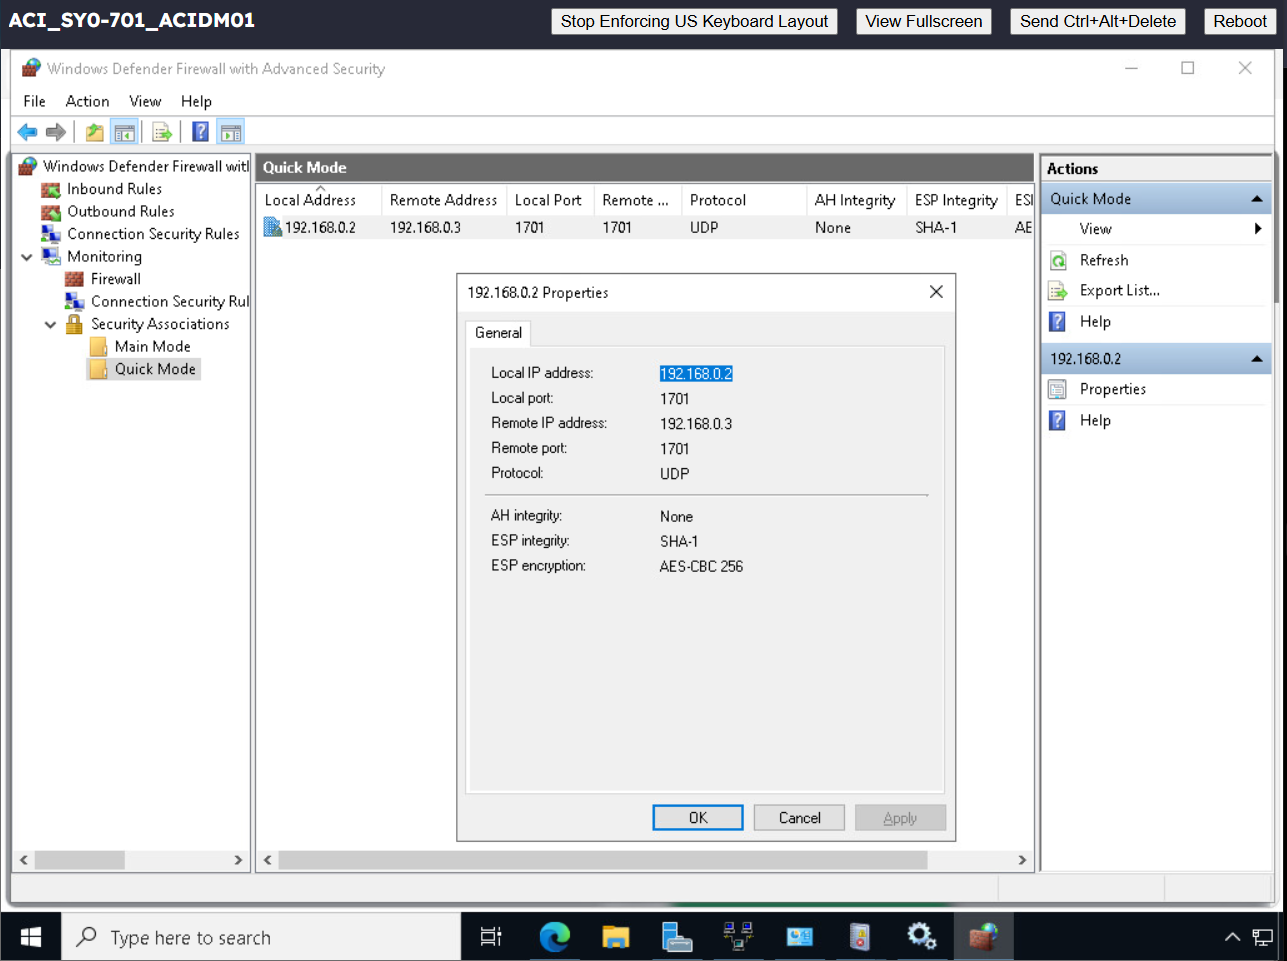 ACI_SY0-701_ACIDM01
Stop Enforcing US Keyboard Layout
View Fullscreen
Send Ctrl+Alt+Delete
Reboot
Windows Defender Firewall with Advanced Security
File Action View Help
Windows Defender Firewall witl
Inbound Rules
Outbound Rules
Connection Security Rules
Monitoring
Firewall
Connection Security Rul
Security Associations
Main Mode
Quick Mode
Quick Mode
Local Address Remote Address Local Port Remote ... Protocol AH Integrity ESP Integrity ESI
192.168.0.2 192.168.0.3 1701 1701 UDP None SHA-1 AE
192.168.0.2 Properties
General
Local IP address: 192.168.0.2
Local port: 1701
Remote IP address: 192.168.0.3
Remote port: 1701
Protocol: UDP
AH integrity: None
ESP integrity: SHA-1
ESP encryption: AES-CBC 256
OK Cancel Apply
Actions
Quick Mode
View
Refresh
Export List...
Help
192.168.0.2
Properties
Help
Type here to search